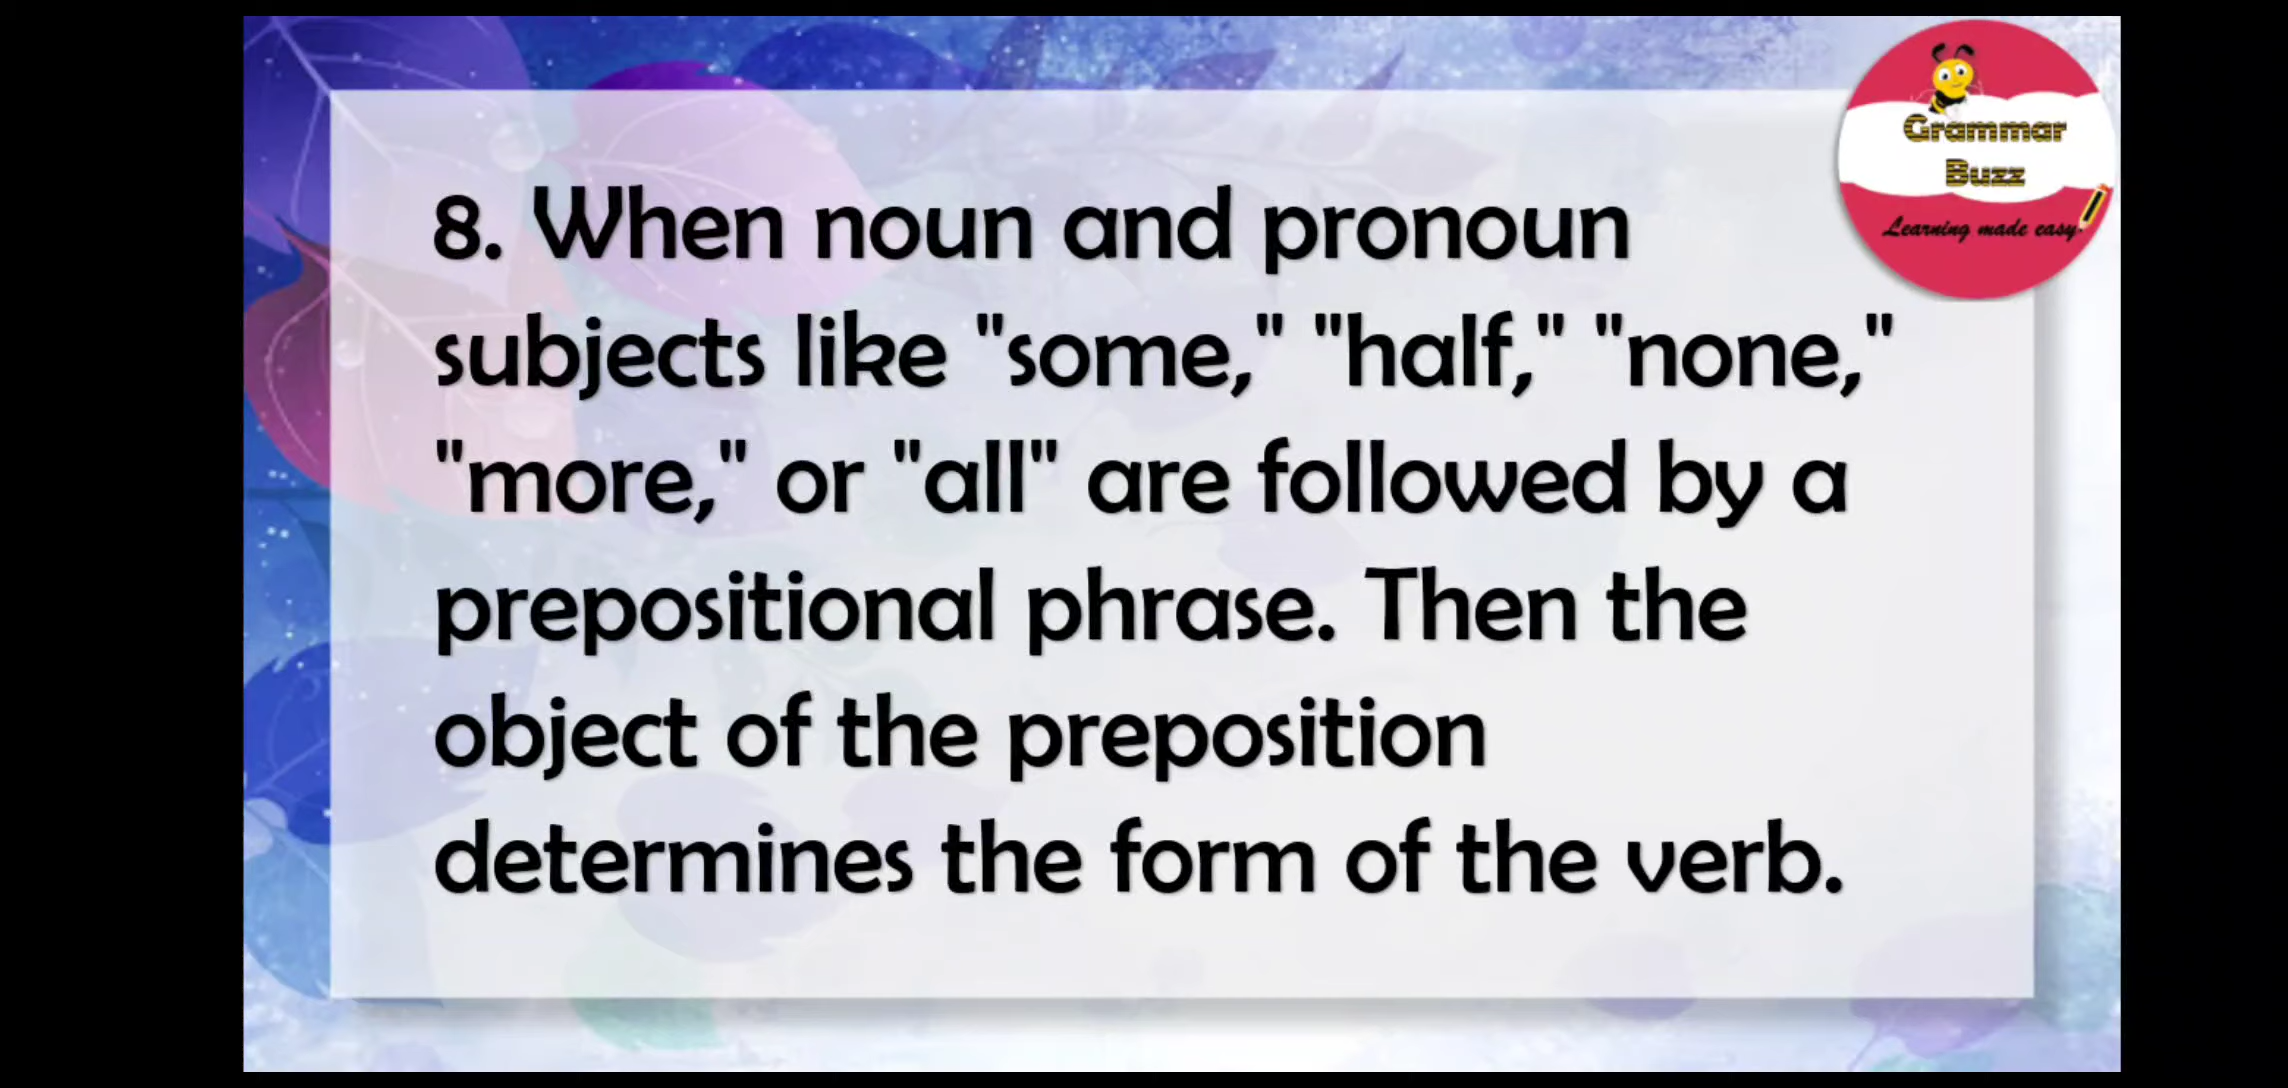 Grammar
Buzz
Learning made easy
8. When noun and pronoun
subjects like "some," "half," "none,"
"more," or "all" are followed by a
prepositional phrase. Then the
object of the preposition
determines the form of the verb.